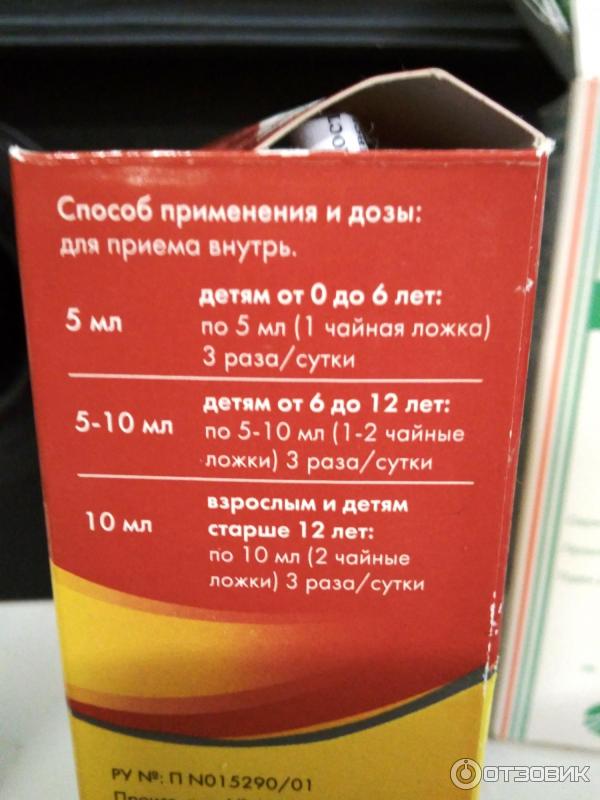 ост
Способ применения и дозы:
для приема внутрь.
5 мл
детям от 0 до 6 лет:
по 5 мл (1 чайная ложка)
3 раза/сутки
5-10 мл
детям от 6 до 12 лет:
по 5-10 мл (1-2 чайные
ложки) 3 раза/сутки
10 мл
взрослым и детям
старше 12 лет:
по 10 мл (2 чайные
ложки) 3 раза/сутки
РУ №: П N015290/01
ОТЗОВИК